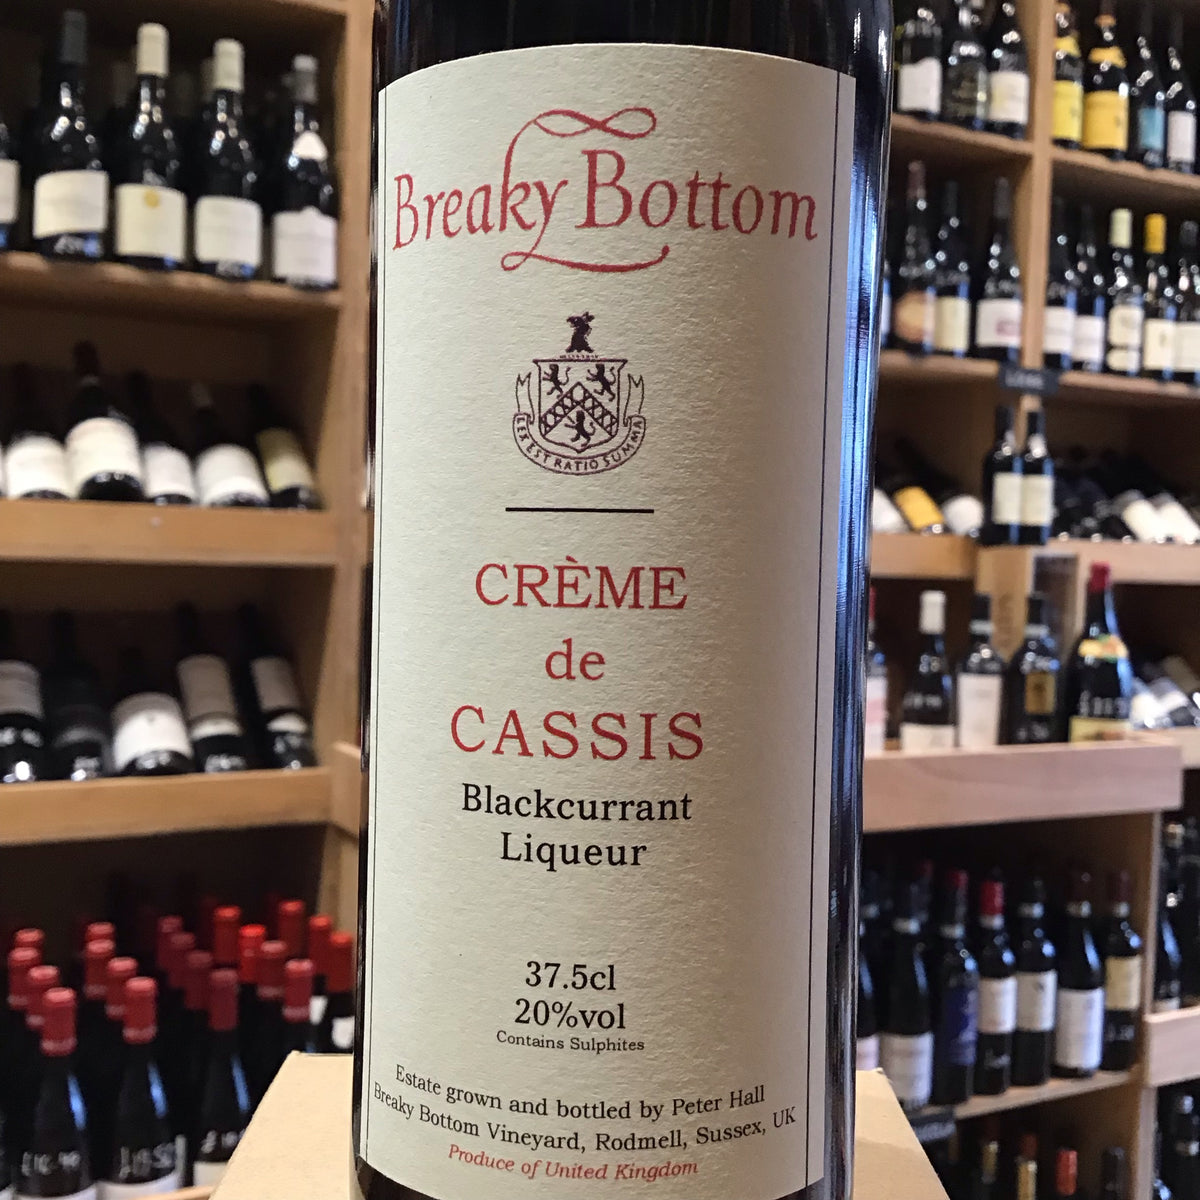 Breaky Bottom
LEX EST RATIO SUMMA
CRÈME
de
CASSIS
Blackcurrant
Liqueur
37.5cl
20%vol
Contains Sulphites
Estate grown and bottled by Peter Hall
Breaky Bottom Vineyard, Rodmell, Sussex, UK
Produce of United Kingdom